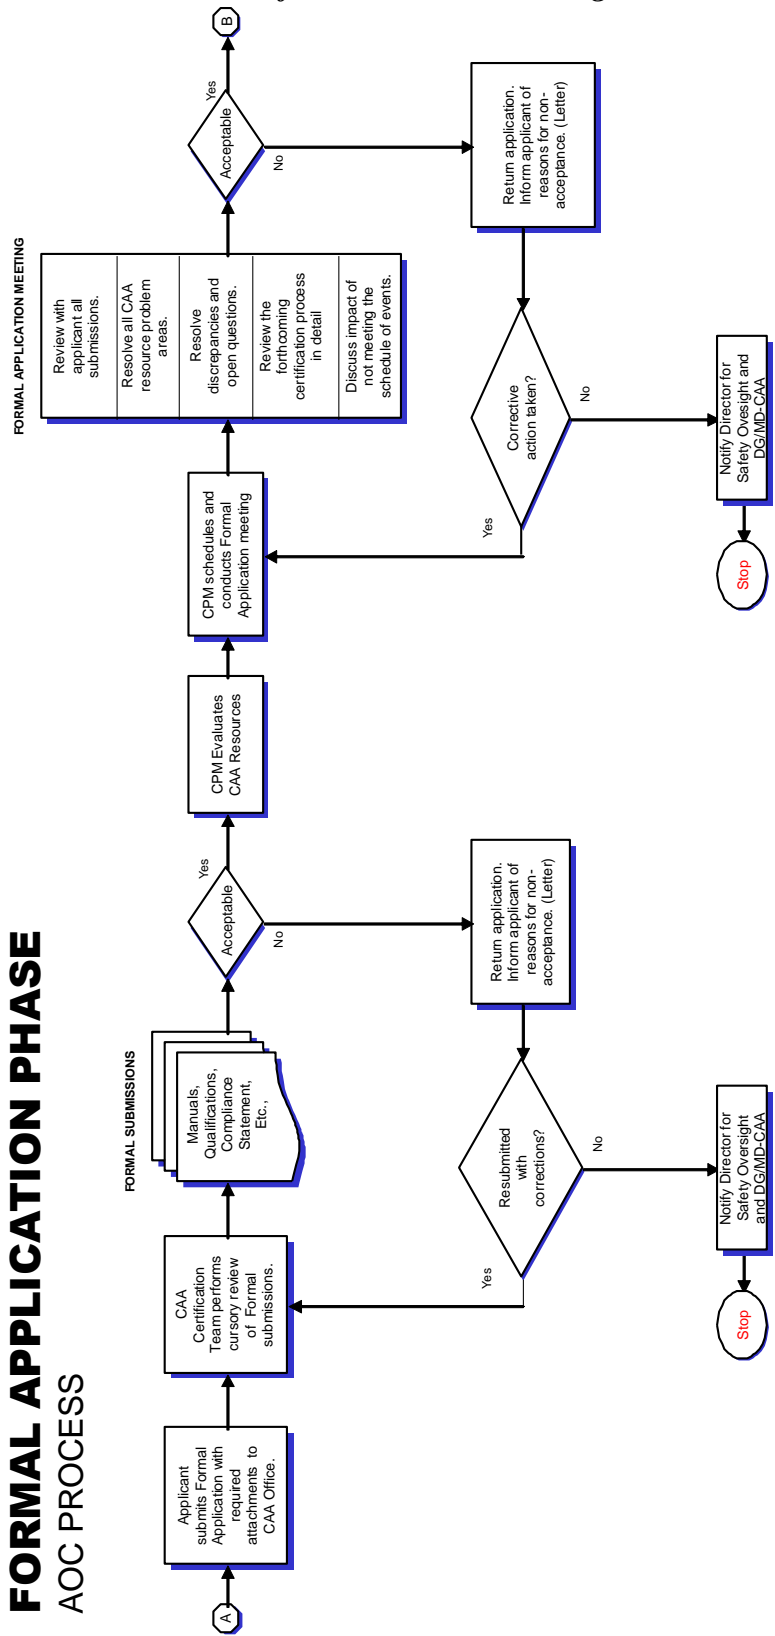 FORMAL APPLICATION PHASE
AOC PROCESS
A
Applicant
submits Formal
Application with
required
attachments to
CAA Office.
CAA
Certification
Team performs
cursory review
of Formal
submissions.
FORMAL SUBMISSIONS
Manuals,
Qualifications,
Compliance
Statement,
Etc.,
Acceptable
Yes
No
Return application.
Inform applicant of
reasons for non-
acceptance. (Letter)
Resubmitted
with
corrections?
Yes
No
Notify Director for
Safety Oversight
and DG/MD-CAA
Stop
CPM Evaluates
CAA Resources
CPM schedules and
conducts Formal
Application meeting
FORMAL APPLICATION MEETING
Review with
applicant all
submissions.
Resolve all CAA
resource problem
areas.
Resolve
discrepancies and
open questions.
Review the
forthcoming
certification process
in detail
Discuss impact of
not meeting the
schedule of events.
Acceptable
Yes
No
B
Return application.
Inform applicant of
reasons for non-
acceptance. (Letter)
Corrective
action taken?
Yes
No
Notify Director for
Safety Ovesight and
DG/MD-CAA
Stop